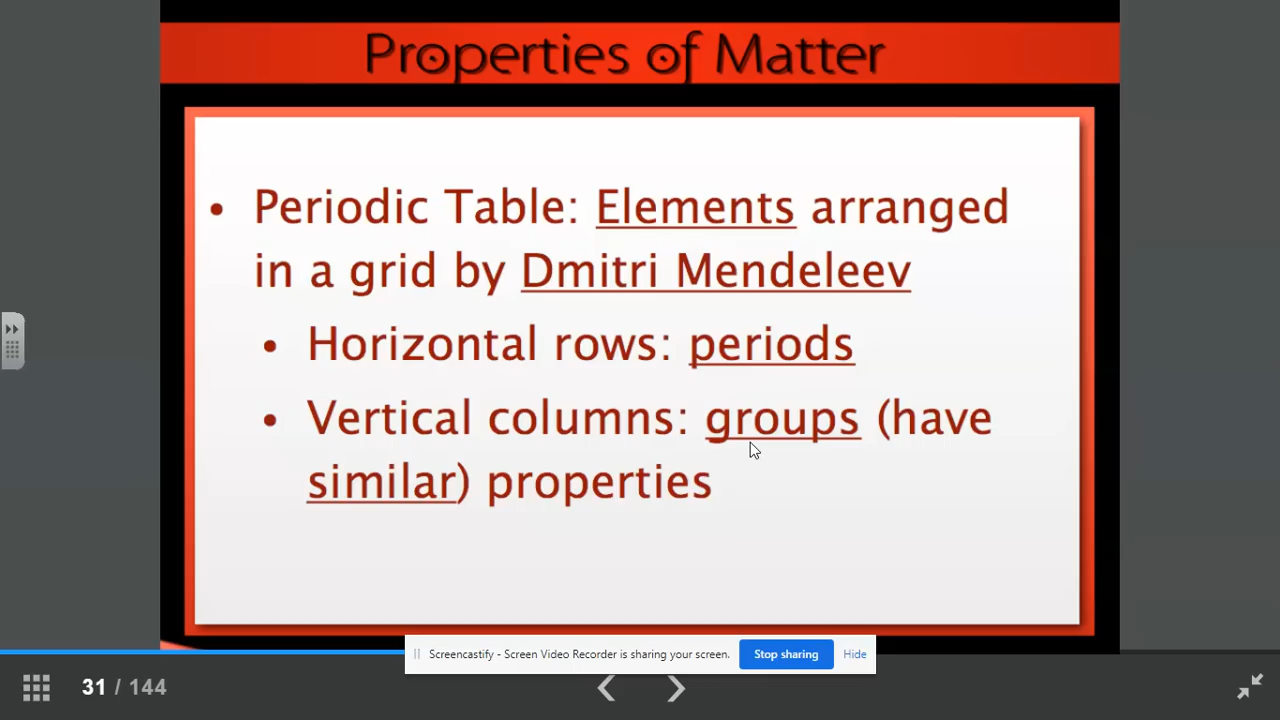 Properties of Matter
• Periodic Table: Elements arranged
in a grid by Dmitri Mendeleev
• Horizontal rows: periods
• Vertical columns: groups (have
similar) properties
Screencastify - Screen Video Recorder is sharing your screen. Stop sharing Hide
31 / 144